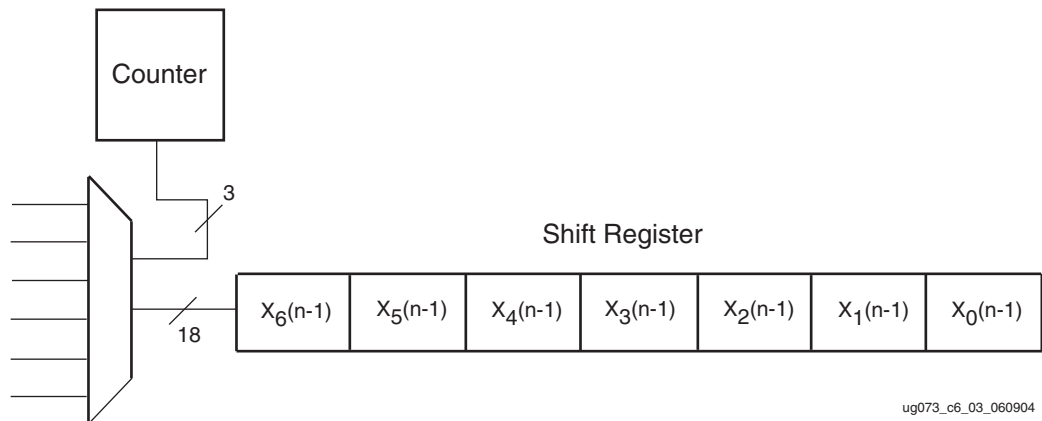 Counter
3
Shift Register
18
X6(n-1) X5(n-1) X4(n-1) X3(n-1) X2(n-1) X1(n-1) X0(n-1)
ug073_c6_03_060904